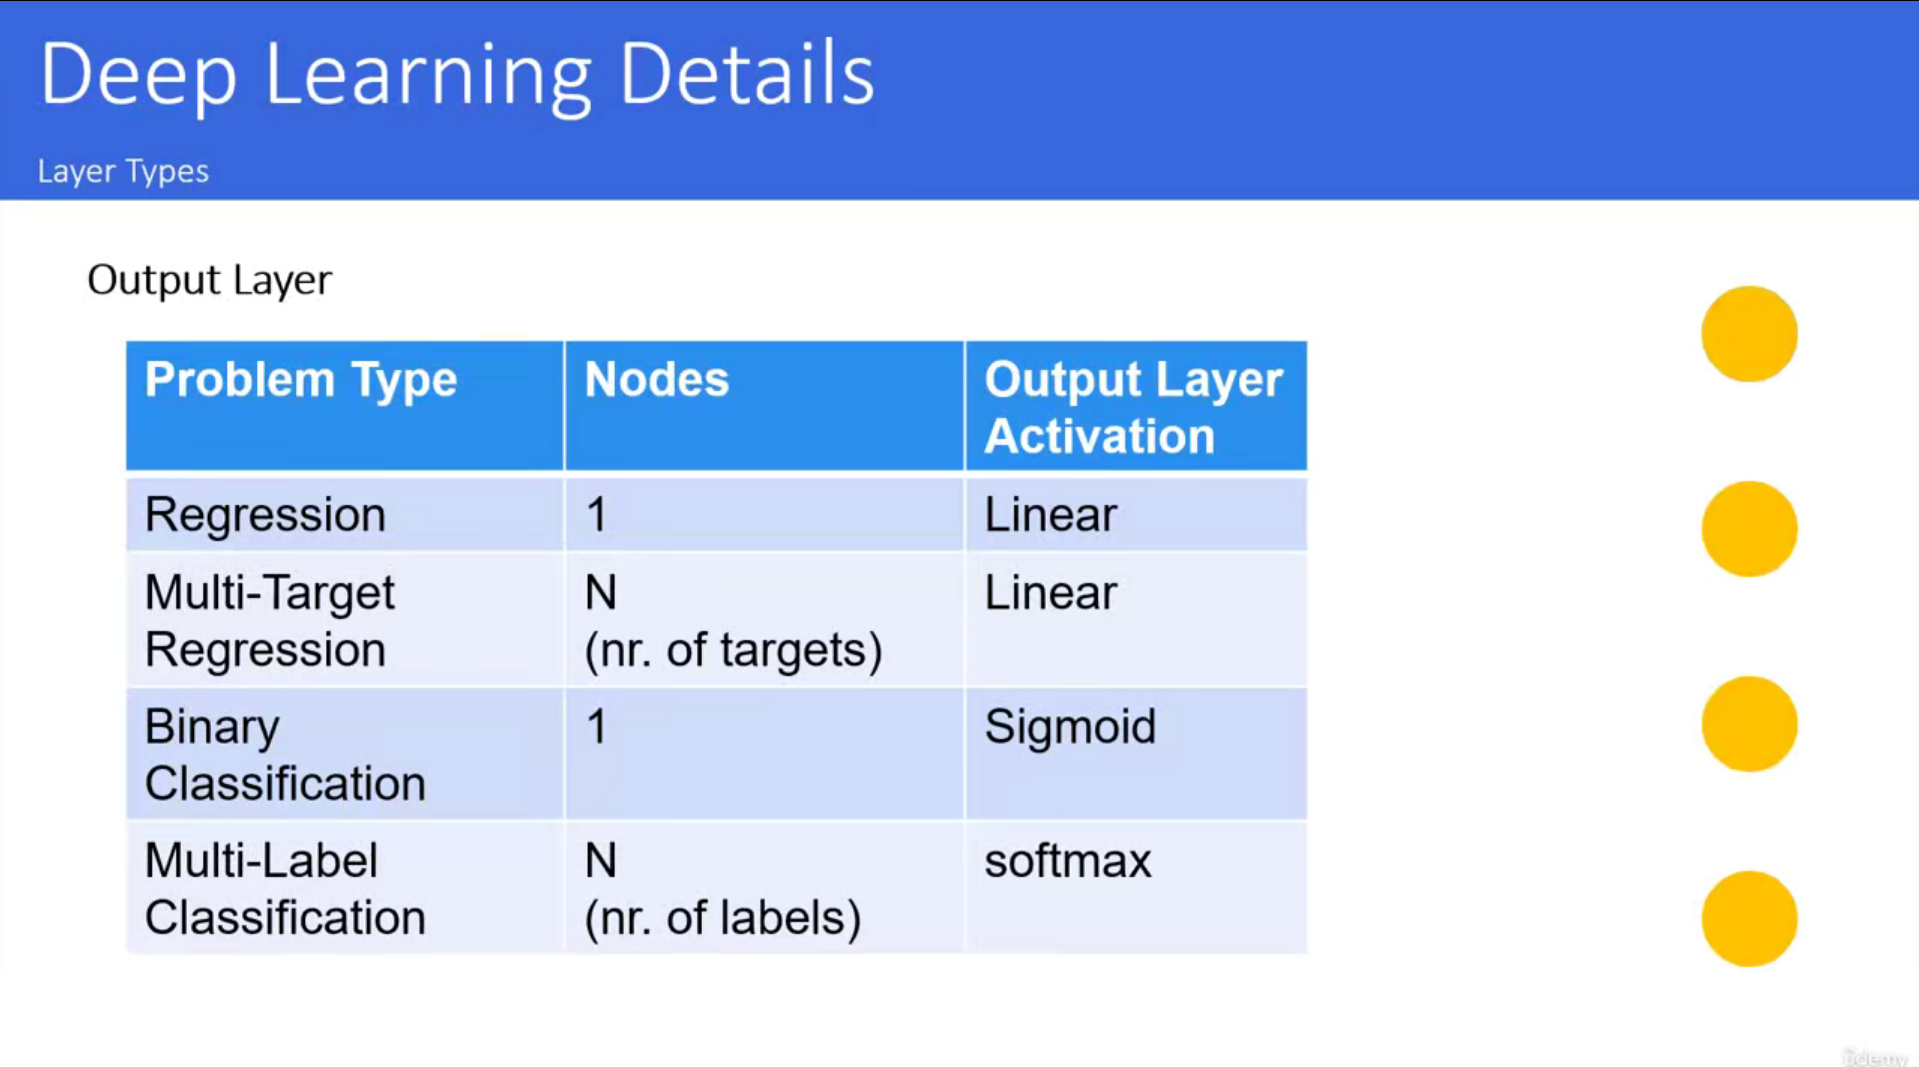 Deep Learning Details
Layer Types
Output Layer
Problem Type
Nodes
Output Layer
Activation
Regression
1
Linear
Multi-Target
Regression
N
(nr. of targets)
Linear
Binary
Classification
1
Sigmoid
Multi-Label
Classification
N
(nr. of labels)
softmax